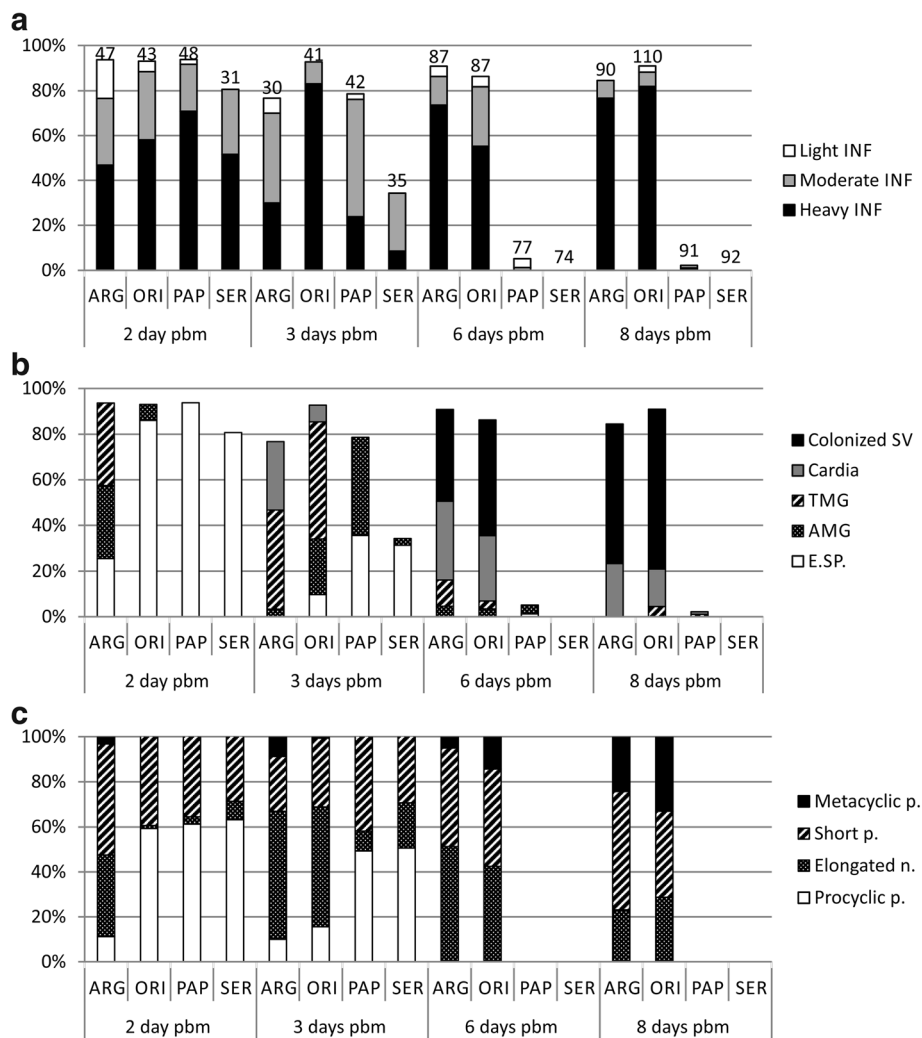 a
100%
80%
60%
40%
20%
0%
47 43 48 31 30 41 42 35 87 87 77 74 90 110 91 92
ARG ORI PAP SER ARG ORI PAP SER ARG ORI PAP SER ARG ORI PAP SER
2 day pbm 3 days pbm 6 days pbm 8 days pbm
Light INF
Moderate INF
Heavy INF
b
100%
80%
60%
40%
20%
0%
ARG ORI PAP SER ARG ORI PAP SER ARG ORI PAP SER ARG ORI PAP SER
2 day pbm 3 days pbm 6 days pbm 8 days pbm
Colonized SV
Cardia
TMG
AMG
E.SP.
c
100%
80%
60%
40%
20%
0%
ARG ORI PAP SER ARG ORI PAP SER ARG ORI PAP SER ARG ORI PAP SER
2 day pbm 3 days pbm 6 days pbm 8 days pbm
Metacyclic p.
Short p.
Elongated n.
Procyclic p.